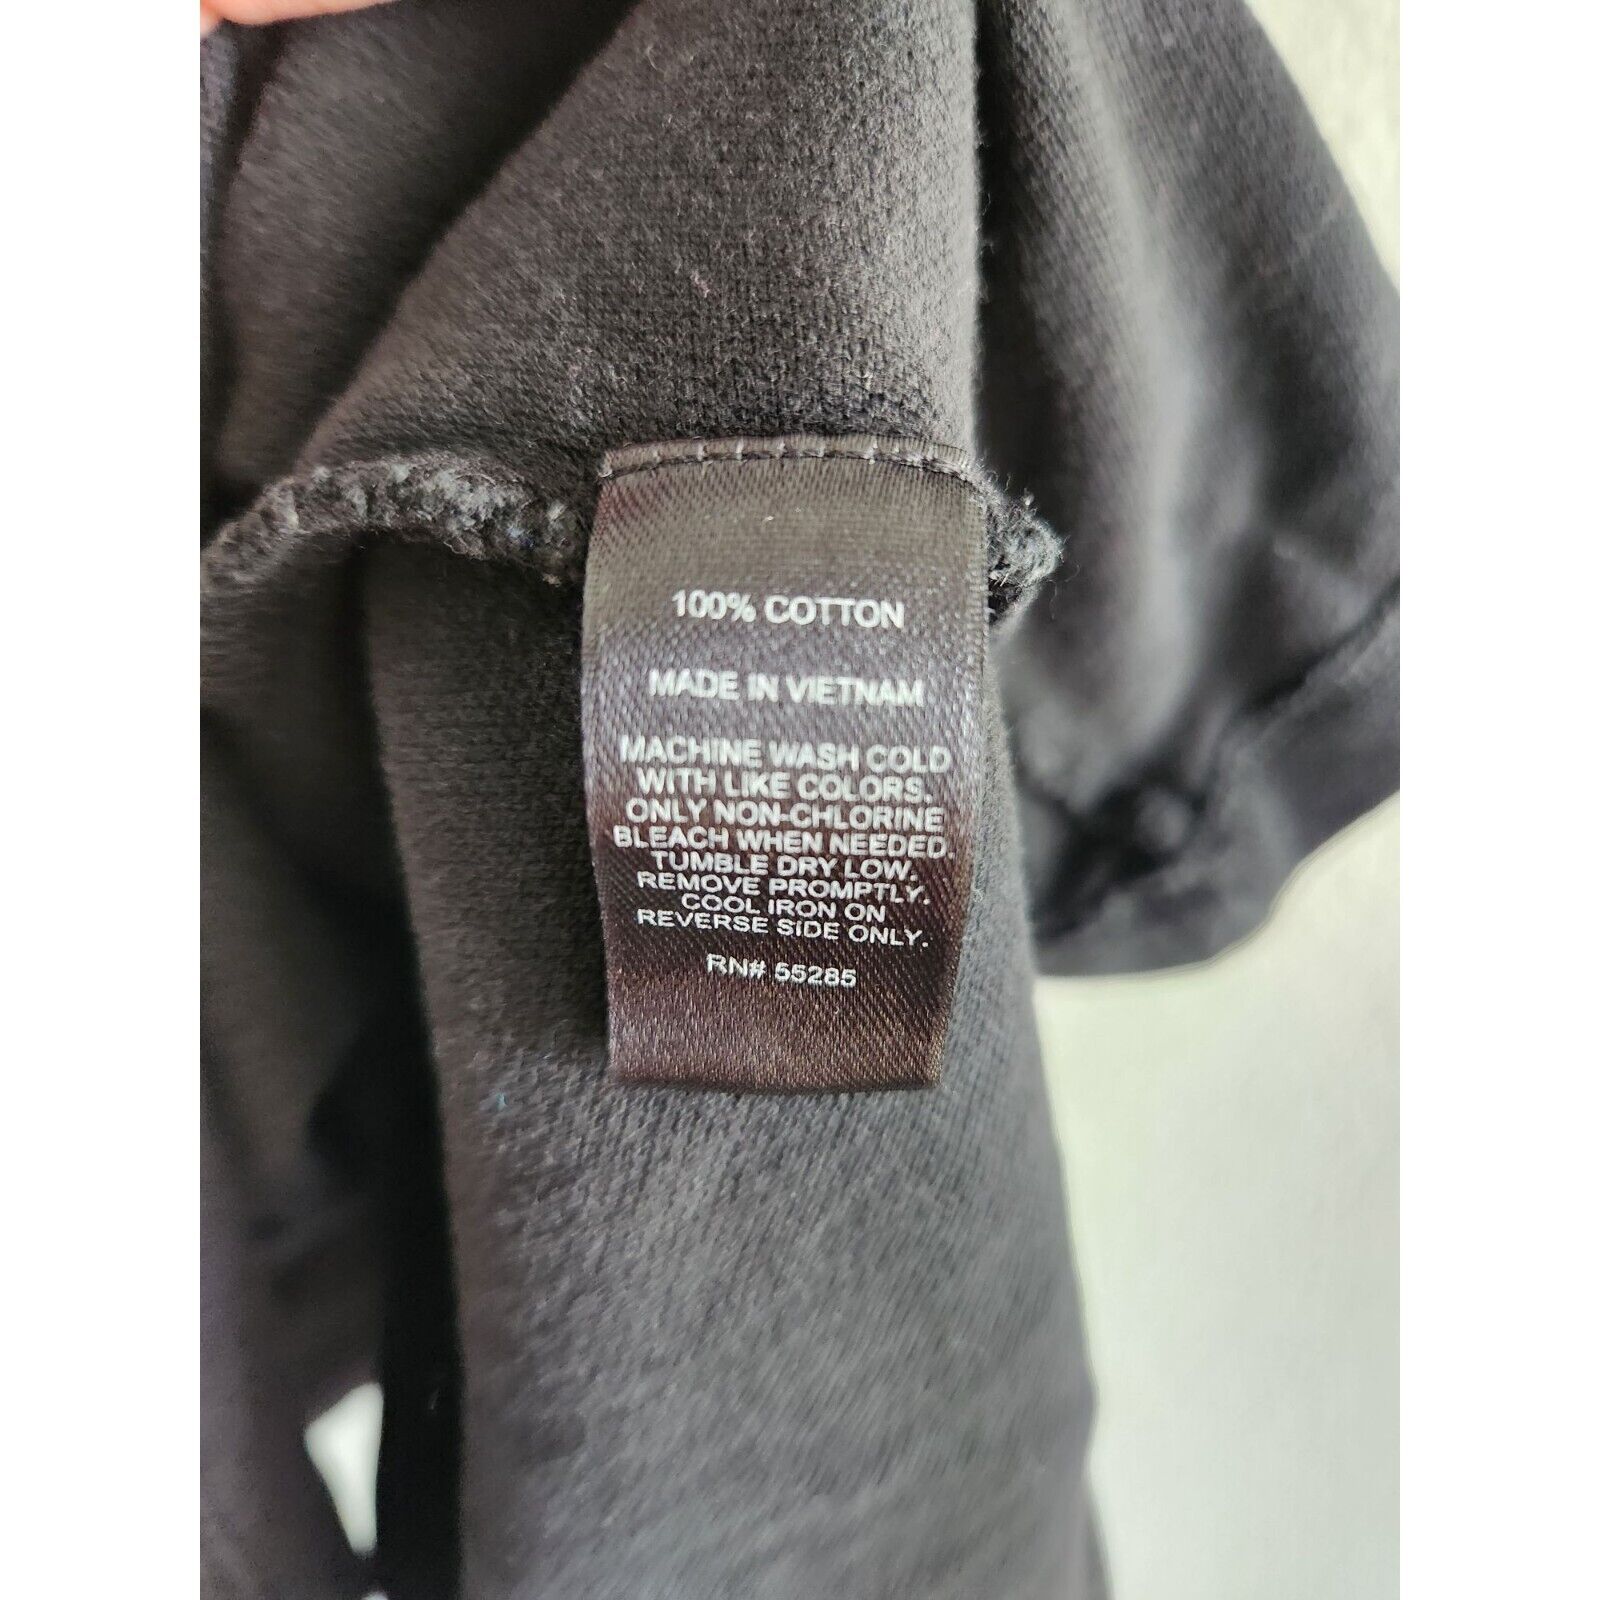 100% COTTON
MADE IN VIETNAM
MACHINE WASH COLD
WITH LIKE COLORS.
ONLY NON-CHLORINE
BLEACH WHEN NEEDED.
TUMBLE DRY LOW.
REMOVE PROMPTLY.
COOL IRON ON
REVERSE SIDE ONLY.
RN# 55285